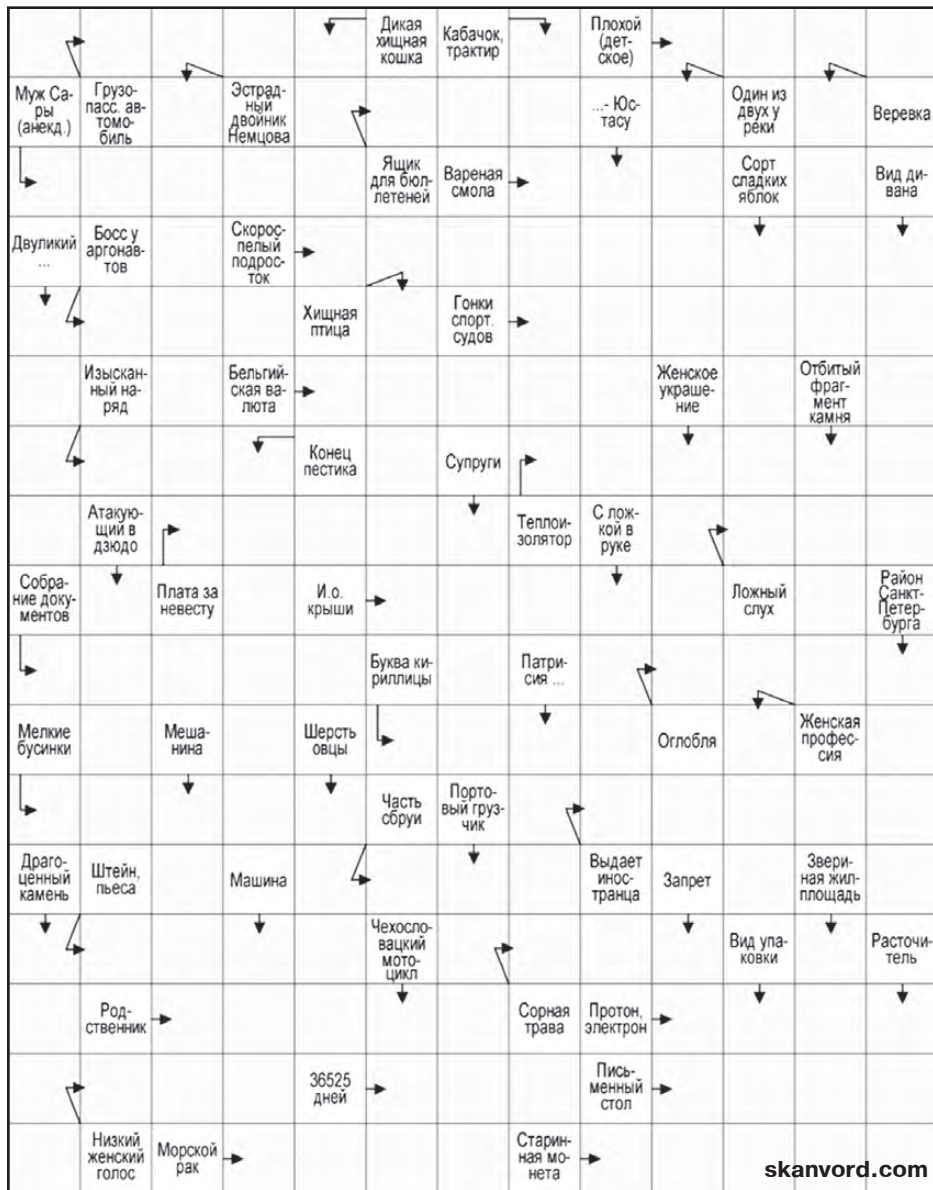 Дикая
хищная
кошка
Кабачок,
трактир
Плохой
(дет-
ское)
Муж Са-
ры
(анекд.)
Грузо-
пасс. ав-
томо-
биль
Эстрад-
ный
двойник
Немцова
...- Юс-
тасу
Один из
двух у
реки
Веревка
Ящик
для бюл-
летеней
Вареная
смола
Сорт
сладких
яблок
Вид ди-
вана
Двуликий
...
Босс у
аргонав-
тов
Скорос-
пелый
подрос-
ток
Хищная
птица
Гонки
спорт.
судов
Изыскан-
ный на-
ряд
Бельгий-
ская ва-
люта
Женское
украше-
ние
Отбитый
фраг-
мент
камня
Конец
пестика
Супруги
Атакую-
щий в
дзюдо
Теплои-
золятор
С лож-
кой в
руке
Собра-
ние доку-
ментов
Плата за
невесту
И.о.
крыши
Ложный
слух
Район
Санкт-
Петер-
бурга
Буква ки-
риллицы
Патри-
сия ...
Мелкие
бусинки
Меша-
нина
Шерсть
овцы
Оглобля
Женская
профес-
сия
Часть
сбруи
Порто-
вый груз-
чик
Драго-
ценный
камень
Штейн,
пьеса
Машина
Выдает
инос-
транца
Запрет
Звери-
ная жил-
площадь
Чехосло-
вацкий
мото-
цикл
Вид упа-
ковки
Расточи-
тель
Род-
ственник
Сорная
трава
Протон,
электрон
36525
дней
Пись-
менный
стол
Низкий
женский
голос
Морской
рак
Старин-
ная мо-
нета
skanvord.com